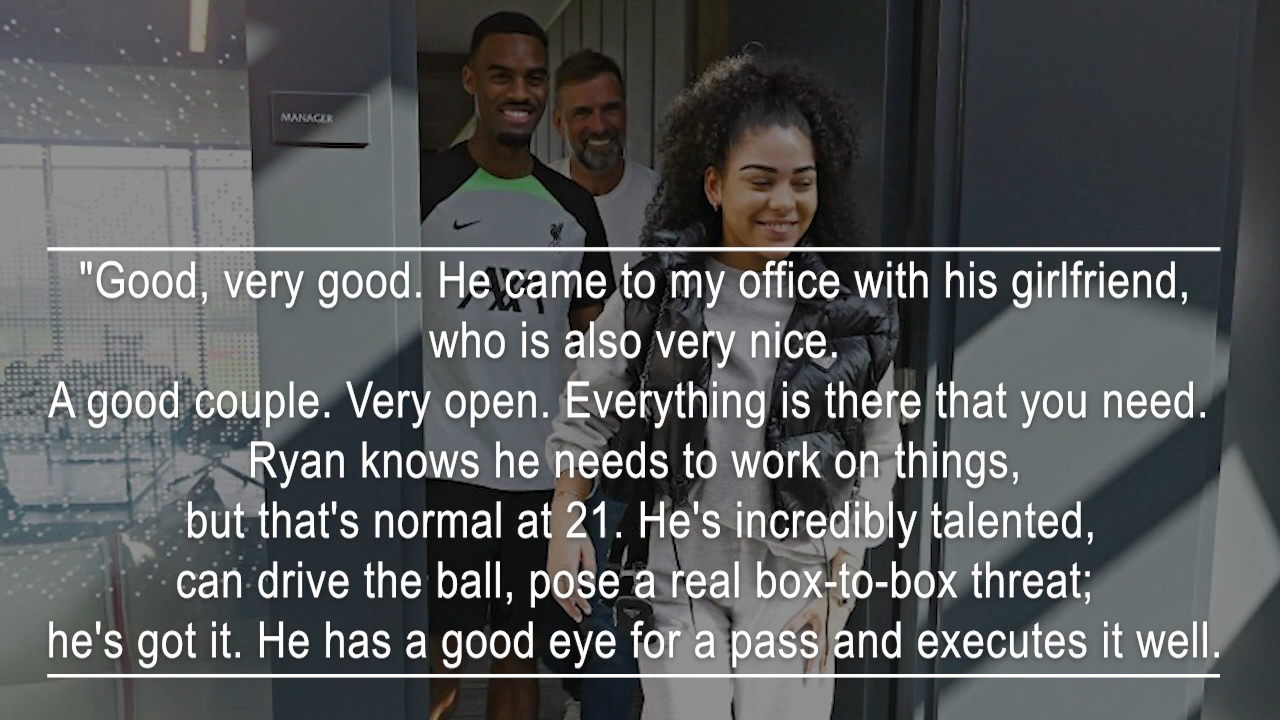 MANAGER
"Good, very good. He came to my office with his girlfriend,
who is also very nice.
A good couple. Very open. Everything is there that you need.
Ryan knows he needs to work on things,
but that's normal at 21. He's incredibly talented,
can drive the ball, pose a real box-to-box threat;
he's got it. He has a good eye for a pass and executes it well.